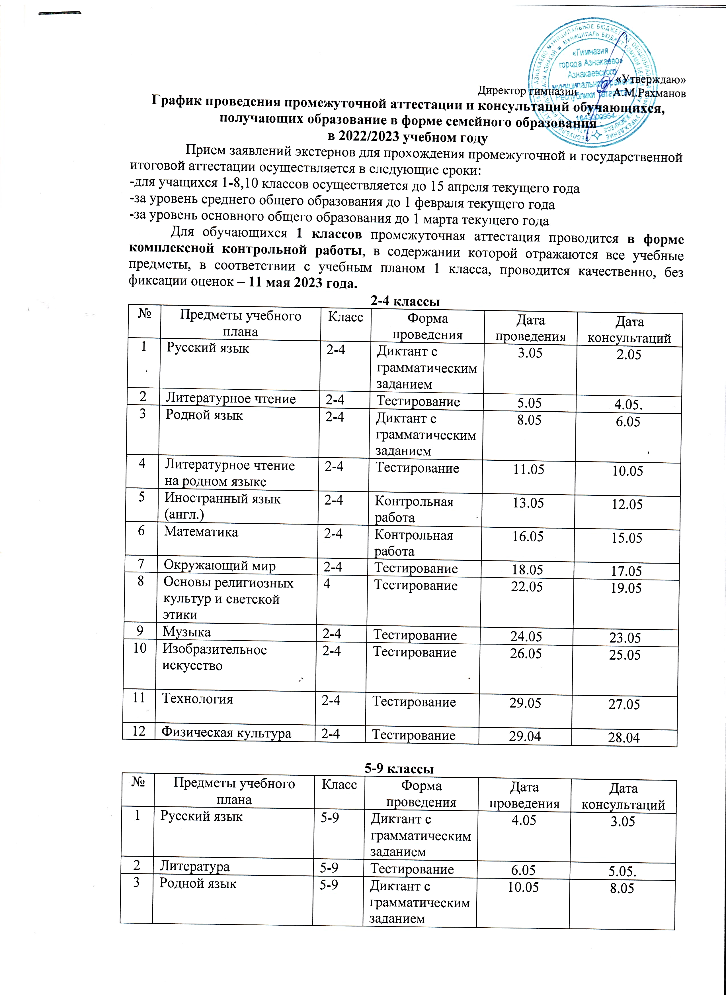 «Гимназия
города Азнакаево»
Азнакаевского
муниципального района
Республики Татарстан
«Утверждаю»
Директор гимназии А.М.Рахманов
График проведения промежуточной аттестации и консультаций обучающихся,
получающих образование в форме семейного образования
в 2022/2023 учебном году
Прием заявлений экстернов для прохождения промежуточной и государственной
итоговой аттестации осуществляется в следующие сроки:
-для учащихся 1-8,10 классов осуществляется до 15 апреля текущего года
-за уровень среднего общего образования до 1 февраля текущего года
-за уровень основного общего образования до 1 марта текущего года
Для обучающихся 1 классов промежуточная аттестация проводится в форме
комплексной контрольной работы, в содержании которой отражаются все учебные
предметы, в соответствии с учебным планом 1 класса, проводится качественно, без
фиксации оценок – 11 мая 2023 года.
2-4 классы
№ Предметы учебного Класс Форма Дата Дата
плана проведения проведения консультаций
1 Русский язык 2-4 Диктант с 3.05 2.05
грамматическим
заданием
2 Литературное чтение 2-4 Тестирование 5.05 4.05.
3 Родной язык 2-4 Диктант с 8.05 6.05
грамматическим
заданием
4 Литературное чтение 2-4 Тестирование 11.05 10.05
на родном языке
5 Иностранный язык 2-4 Контрольная 13.05 12.05
(англ.) работа
6 Математика 2-4 Контрольная 16.05 15.05
работа
7 Окружающий мир 2-4 Тестирование 18.05 17.05
8 Основы религиозных 4 Тестирование 22.05 19.05
культур и светской
этики
9 Музыка 2-4 Тестирование 24.05 23.05
10 Изобразительное 2-4 Тестирование 26.05 25.05
искусство
11 Технология 2-4 Тестирование 29.05 27.05
12 Физическая культура 2-4 Тестирование 29.04 28.04
5-9 классы
№ Предметы учебного Класс Форма Дата Дата
плана проведения проведения консультаций
1 Русский язык 5-9 Диктант с 4.05 3.05
грамматическим
заданием
2 Литература 5-9 Тестирование 6.05 5.05.
3 Родной язык 5-9 Диктант с 10.05 8.05
грамматическим
заданием